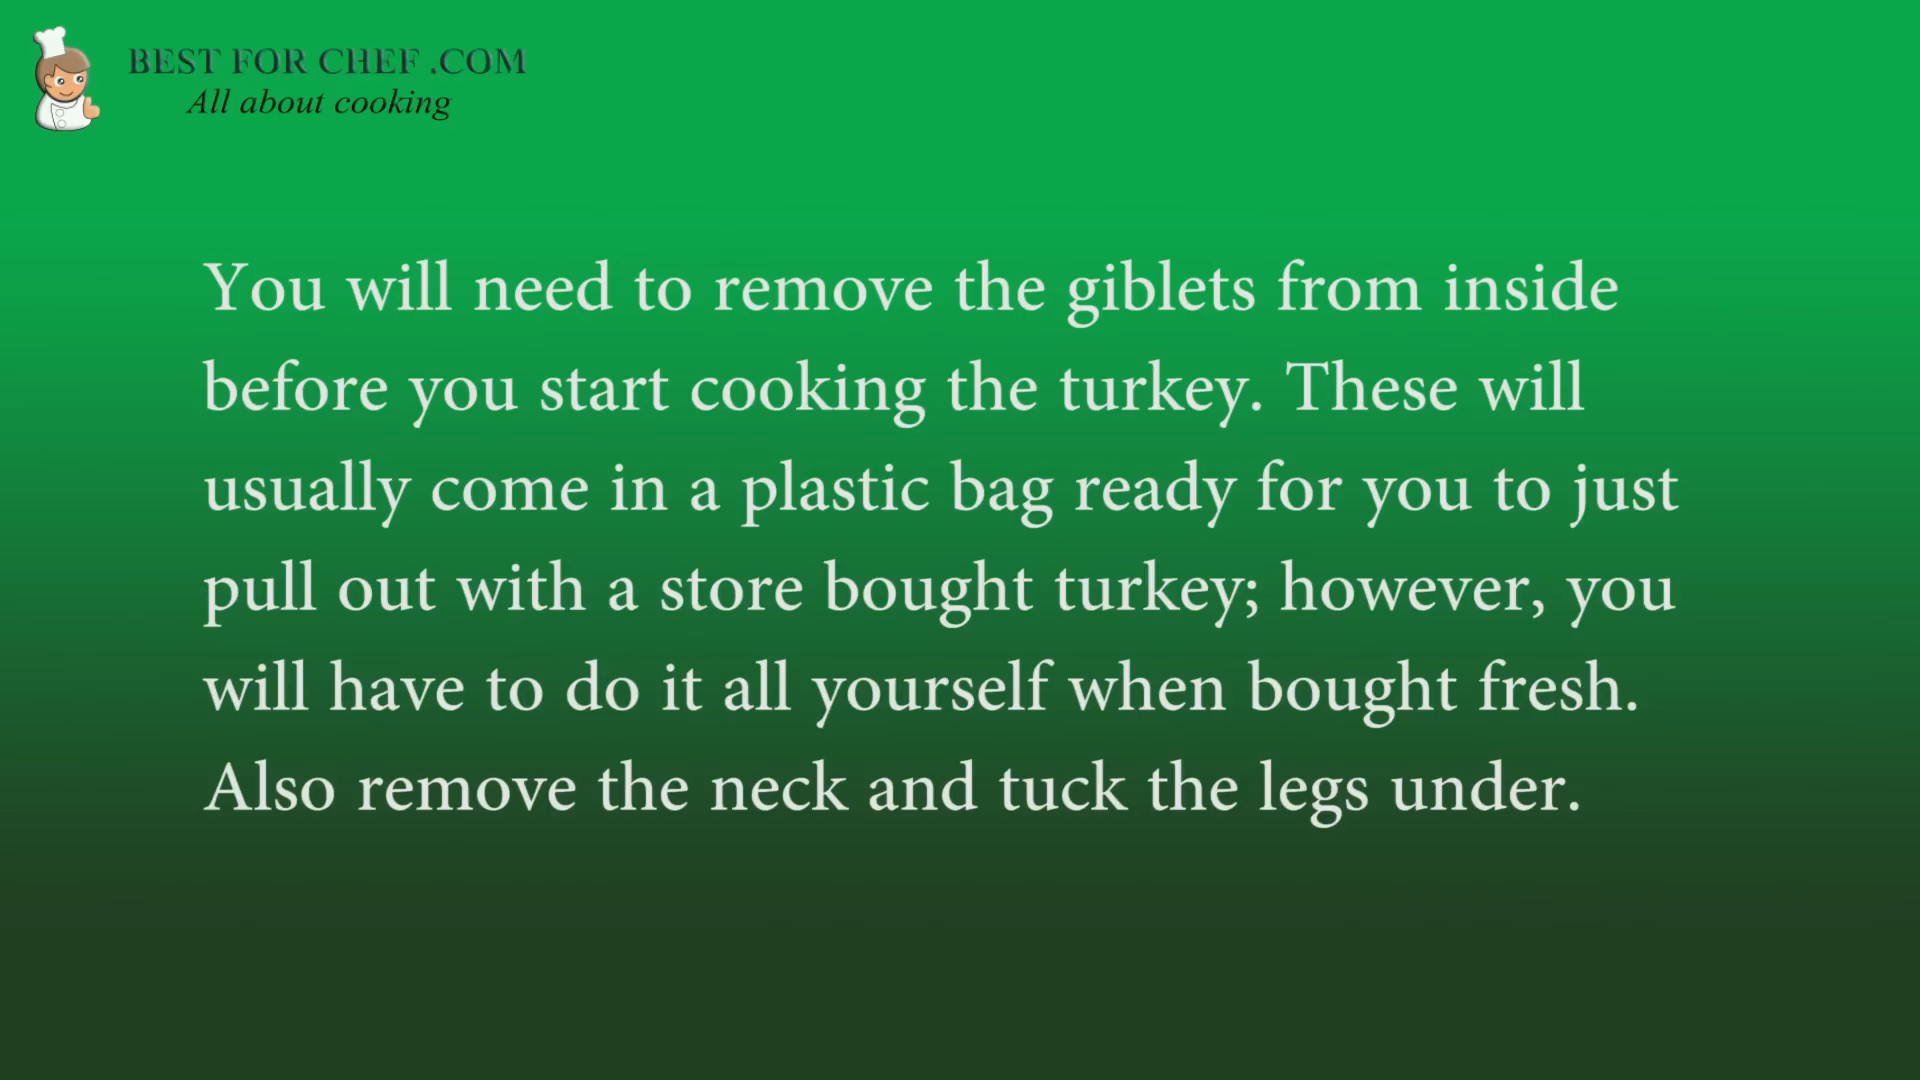 BEST FOR CHEF .COM
All about cooking
You will need to remove the giblets from inside
before you start cooking the turkey. These will
usually come in a plastic bag ready for you to just
pull out with a store bought turkey; however, you
will have to do it all yourself when bought fresh.
Also remove the neck and tuck the legs under.